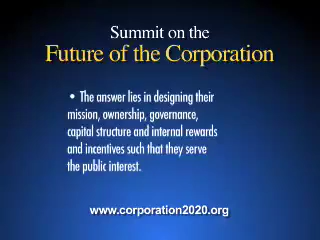 Summit on the
Future of the Corporation
• The answer lies in designing their
mission, ownership, governance,
capital structure and internal rewards
and incentives such that they serve
the public interest.
www.corporation2020.org